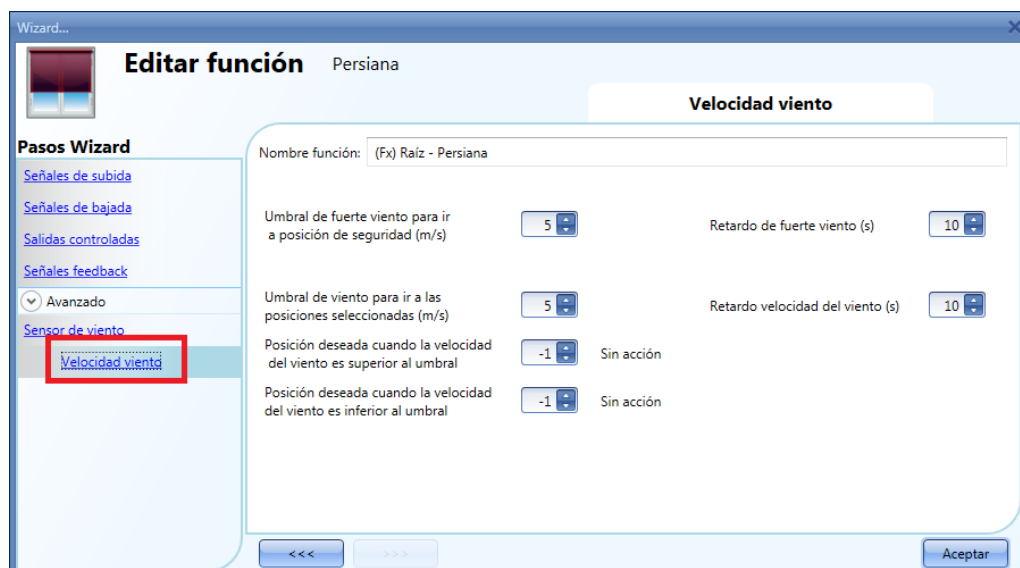 Wizard...
Editar función Persiana
Velocidad viento
Pasos Wizard
Señales de subida
Señales de bajada
Salidas controladas
Señales feedback
Avanzado
Sensor de viento
Velocidad viento
Nombre función: (Fx) Raíz - Persiana
Umbral de fuerte viento para ir
a posición de seguridad (m/s)
5
Retardo de fuerte viento (s)
10
Umbral de viento para ir a las
posiciones seleccionadas (m/s)
5
Retardo velocidad del viento (s)
10
Posición deseada cuando la velocidad
del viento es superior al umbral
-1
Sin acción
Posición deseada cuando la velocidad
del viento es inferior al umbral
-1
Sin acción
<<<
>>>
Aceptar